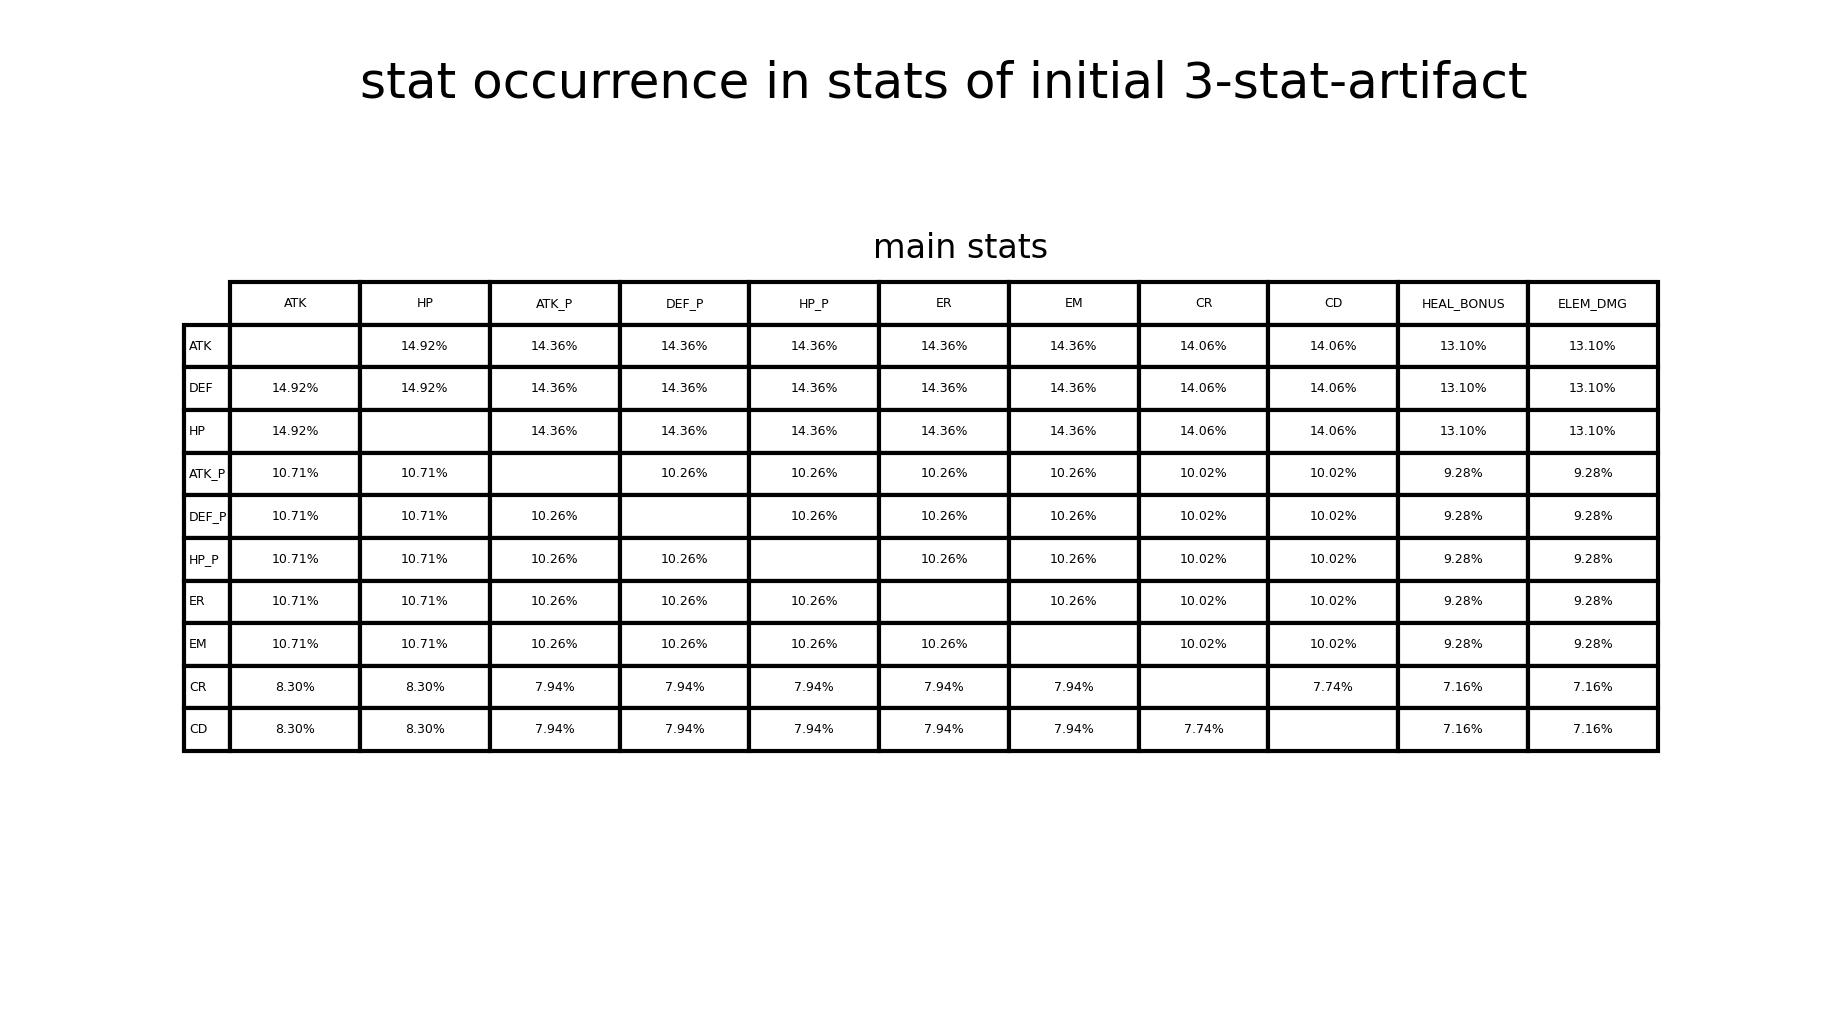 stat occurrence in stats of initial 3-stat-artifact
main stats
ATK HP ATK_P DEF_P HP_P ER EM CR CD HEAL_BONUS ELEM_DMG
ATK 14.92% 14.36% 14.36% 14.36% 14.36% 14.36% 14.06% 14.06% 13.10% 13.10%
DEF 14.92% 14.92% 14.36% 14.36% 14.36% 14.36% 14.36% 14.06% 14.06% 13.10% 13.10%
HP 14.92% 14.36% 14.36% 14.36% 14.36% 14.36% 14.06% 14.06% 13.10% 13.10%
ATK_P 10.71% 10.71% 10.26% 10.26% 10.26% 10.26% 10.02% 10.02% 9.28% 9.28%
DEF_P 10.71% 10.71% 10.26% 10.26% 10.26% 10.26% 10.02% 10.02% 9.28% 9.28%
HP_P 10.71% 10.71% 10.26% 10.26% 10.26% 10.26% 10.02% 10.02% 9.28% 9.28%
ER 10.71% 10.71% 10.26% 10.26% 10.26% 10.26% 10.02% 10.02% 9.28% 9.28%
EM 10.71% 10.71% 10.26% 10.26% 10.26% 10.26% 10.02% 10.02% 9.28% 9.28%
CR 8.30% 8.30% 7.94% 7.94% 7.94% 7.94% 7.94% 7.74% 7.16% 7.16%
CD 8.30% 8.30% 7.94% 7.94% 7.94% 7.94% 7.94% 7.74% 7.16% 7.16%